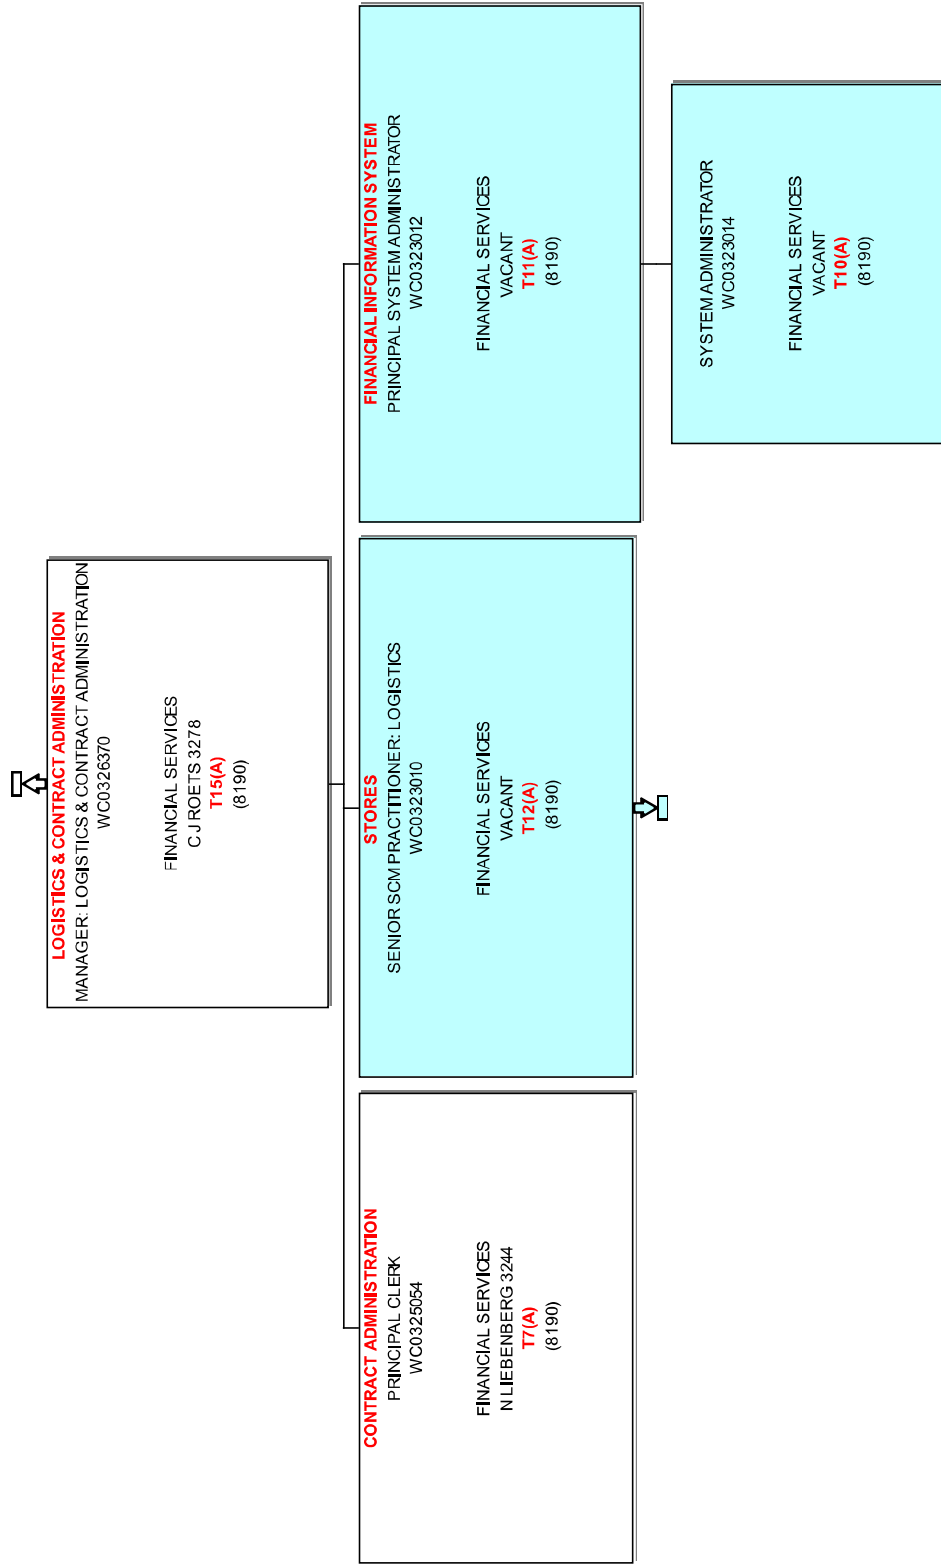 LOGISTICS & CONTRACT ADMINISTRATION
MANAGER: LOGISTICS & CONTRACT ADMINISTRATION
WC0326370
FINANCIAL SERVICES
CJ ROETS 3278
T15(A)
(8190)
CONTRACT ADMINISTRATION
PRINCIPAL CLERK
WC0325054
FINANCIAL SERVICES
N LIEBENBERG 3244
T7(A)
(8190)
STORES
SENIOR SCM PRACTITIONER: LOGISTICS
WC0323010
FINANCIAL SERVICES
VACANT
T12(A)
(8190)
FINANCIAL INFORMATION SYSTEM
PRINCIPAL SYSTEM ADMINISTRATOR
WC0323012
FINANCIAL SERVICES
VACANT
T11(A)
(8190)
SYSTEM ADMINISTRATOR
WC0323014
FINANCIAL SERVICES
VACANT
T10(A)
(8190)